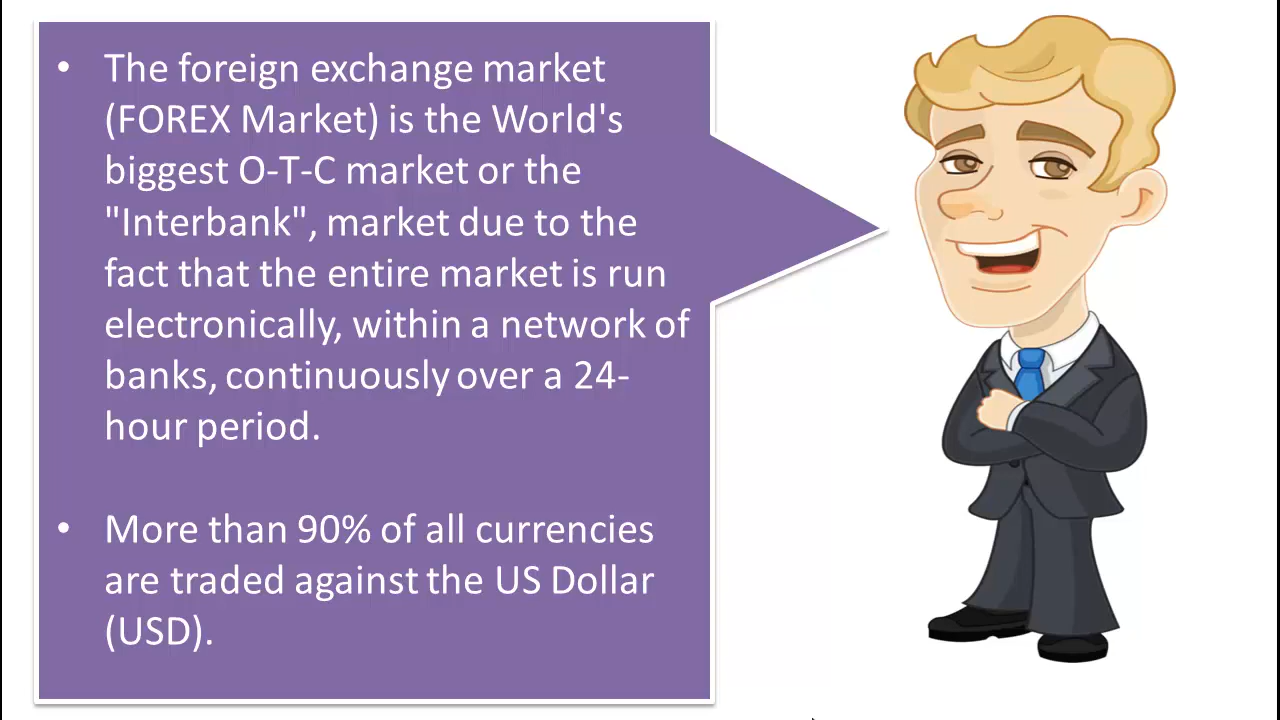 • The foreign exchange market
(FOREX Market) is the World's
biggest O-T-C market or the
"Interbank", market due to the
fact that the entire market is run
electronically, within a network of
banks, continuously over a 24-
hour period.
• More than 90% of all currencies
are traded against the US Dollar
(USD).